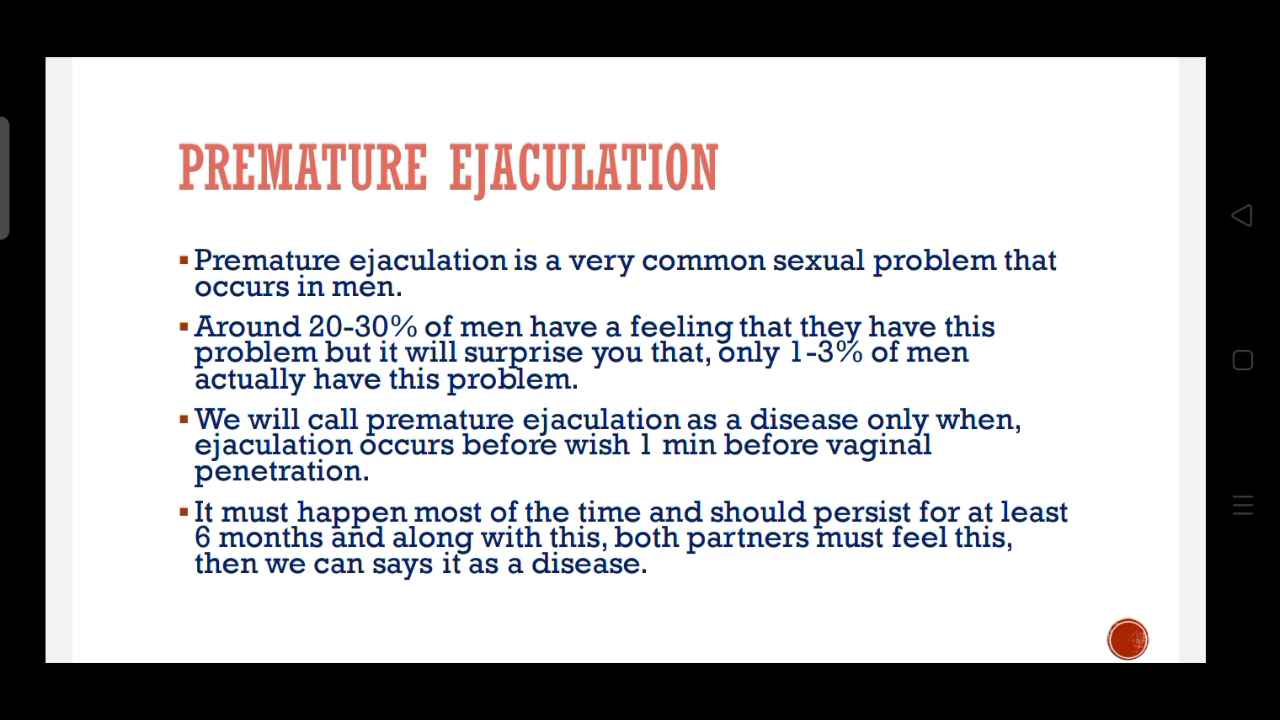 PREMATURE EJACULATION
▪ Premature ejaculation is a very common sexual problem that
occurs in men.
▪ Around 20-30% of men have a feeling that they have this
problem but it will surprise you that, only 1-3% of men
actually have this problem.
▪ We will call premature ejaculation as a disease only when,
ejaculation occurs before wish 1 min before vaginal
penetration.
▪ It must happen most of the time and should persist for at least
6 months and along with this, both partners must feel this,
then we can says it as a disease.